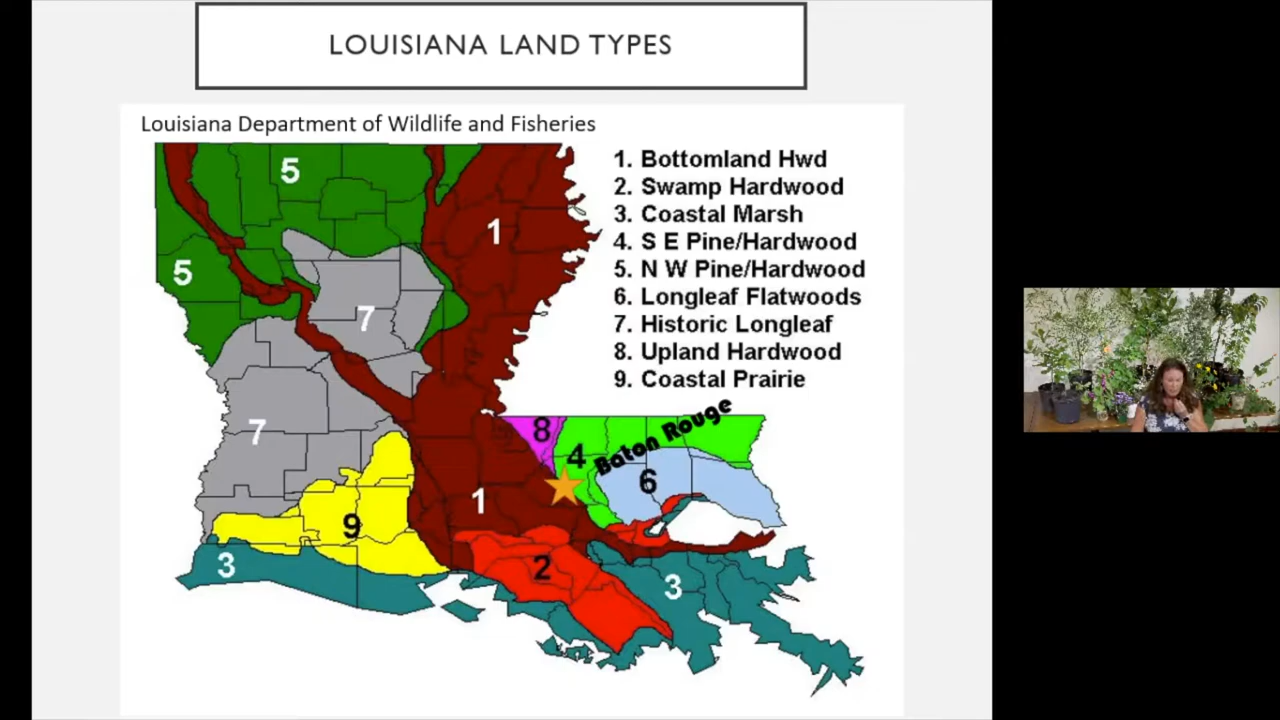 LOUISIANA LAND TYPES
Louisiana Department of Wildlife and Fisheries
1. Bottomland Hwd
2. Swamp Hardwood
3. Coastal Marsh
4. S E Pine/Hardwood
5. N W Pine/Hardwood
6. Longleaf Flatwoods
7. Historic Longleaf
8. Upland Hardwood
9. Coastal Prairie
5
1
5
7
Baton Rouge
8
4
7
6
1
9
3
2
3